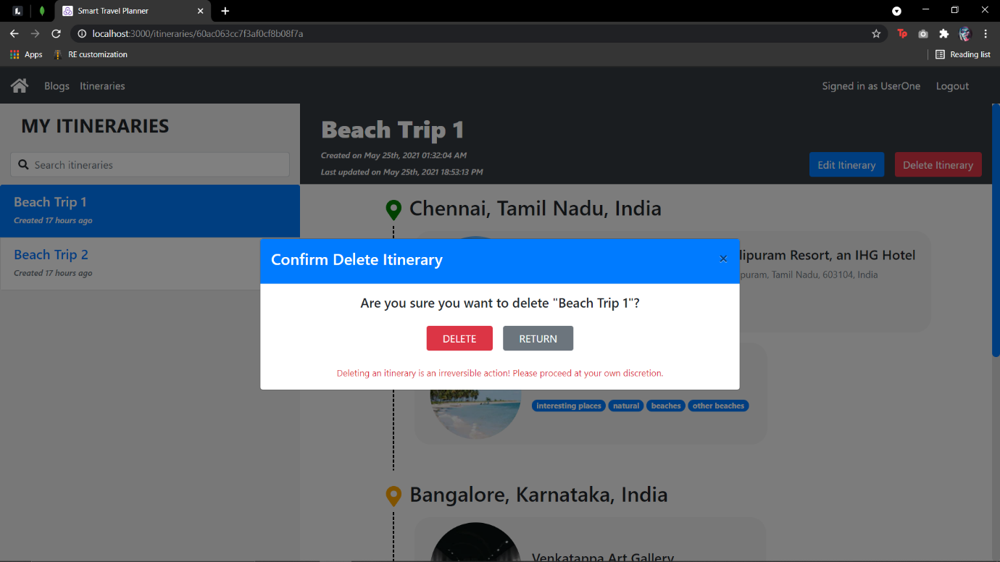 Smart Travel Planner
localhost:3000/itineraries/60ac063cc7f3af0cf8b08f7a
Tp
Apps RE customization Reading list
Blogs Itineraries Signed in as UserOne Logout
MY ITINERARIES
Search itineraries
Beach Trip 1
Created 17 hours ago
Beach Trip 2
Created 17 hours ago
Beach Trip 1
Created on May 25th, 2021 01:32:04 AM
Last updated on May 25th, 2021 18:53:13 PM
Edit Itinerary Delete Itinerary
Chennai, Tamil Nadu, India
lipuram Resort, an IHG Hotel
puram, Tamil Nadu, 603104, India
Confirm Delete Itinerary ×
Are you sure you want to delete "Beach Trip 1"?
DELETE RETURN
Deleting an itinerary is an irreversible action! Please proceed at your own discretion.
interesting places natural beaches other beaches
Bangalore, Karnataka, India
Venkatappa Art Gallery